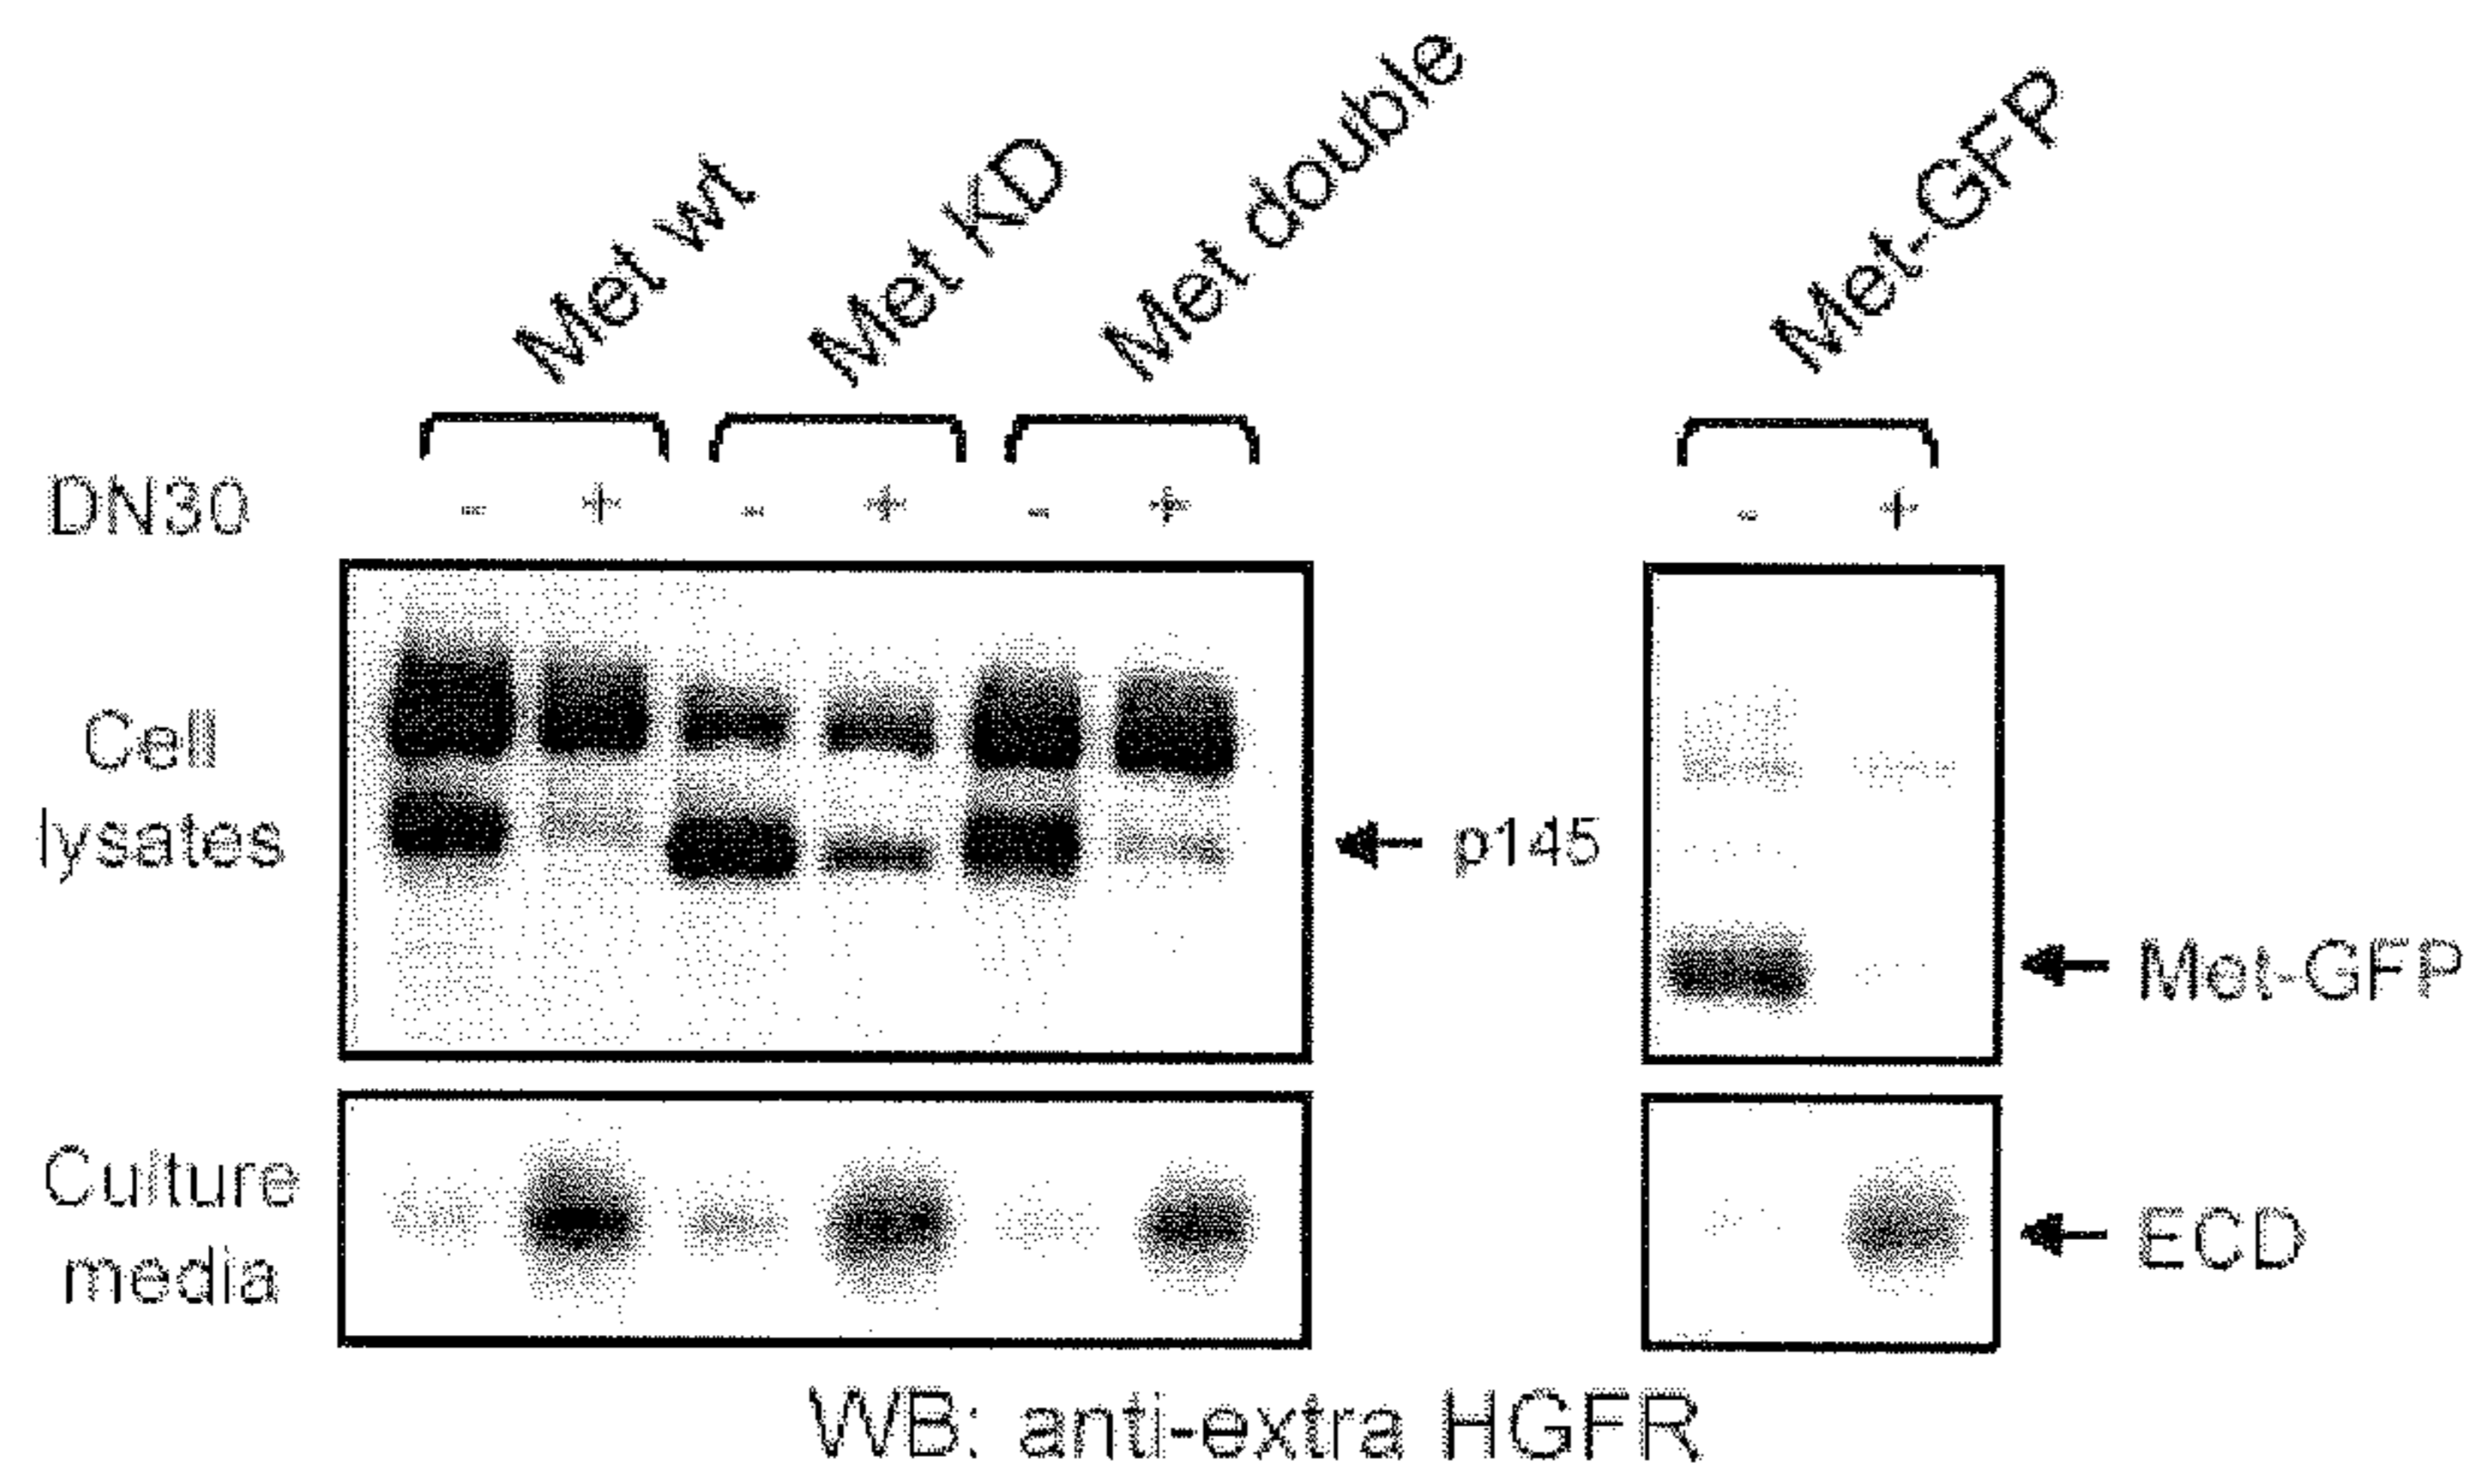 Met wt
Met KD
Met double
Met-GFP
DN30 - + - + - + - +
Cell
lysates
p145
Met-GFP
Culture
media
ECD
WB: anti-extra HGFR